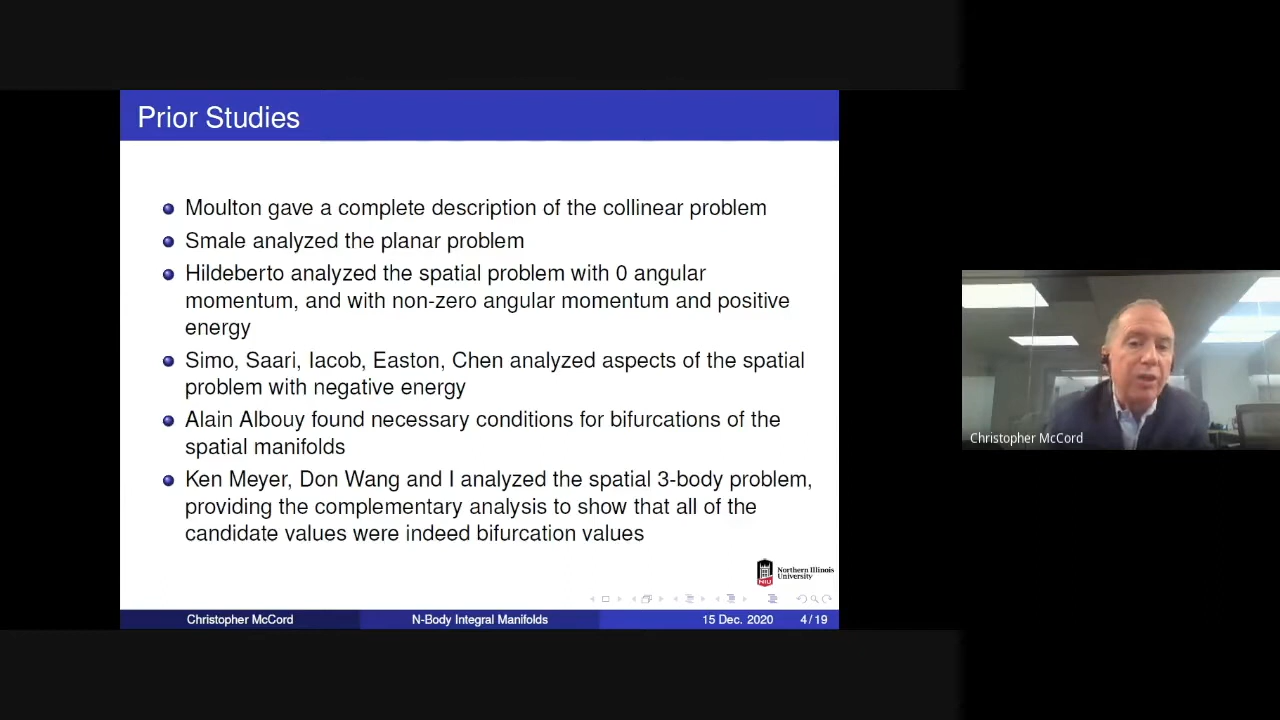 Prior Studies
Moulton gave a complete description of the collinear problem
Smale analyzed the planar problem
Hildeberto analyzed the spatial problem with 0 angular
momentum, and with non-zero angular momentum and positive
energy
Simo, Saari, Iacob, Easton, Chen analyzed aspects of the spatial
problem with negative energy
Alain Albouy found necessary conditions for bifurcations of the
spatial manifolds
Ken Meyer, Don Wang and I analyzed the spatial 3-body problem,
providing the complementary analysis to show that all of the
candidate values were indeed bifurcation values
NIU
Northern Illinois
University
Christopher McCord
N-Body Integral Manifolds
15 Dec. 2020
4 / 19
Christopher McCord